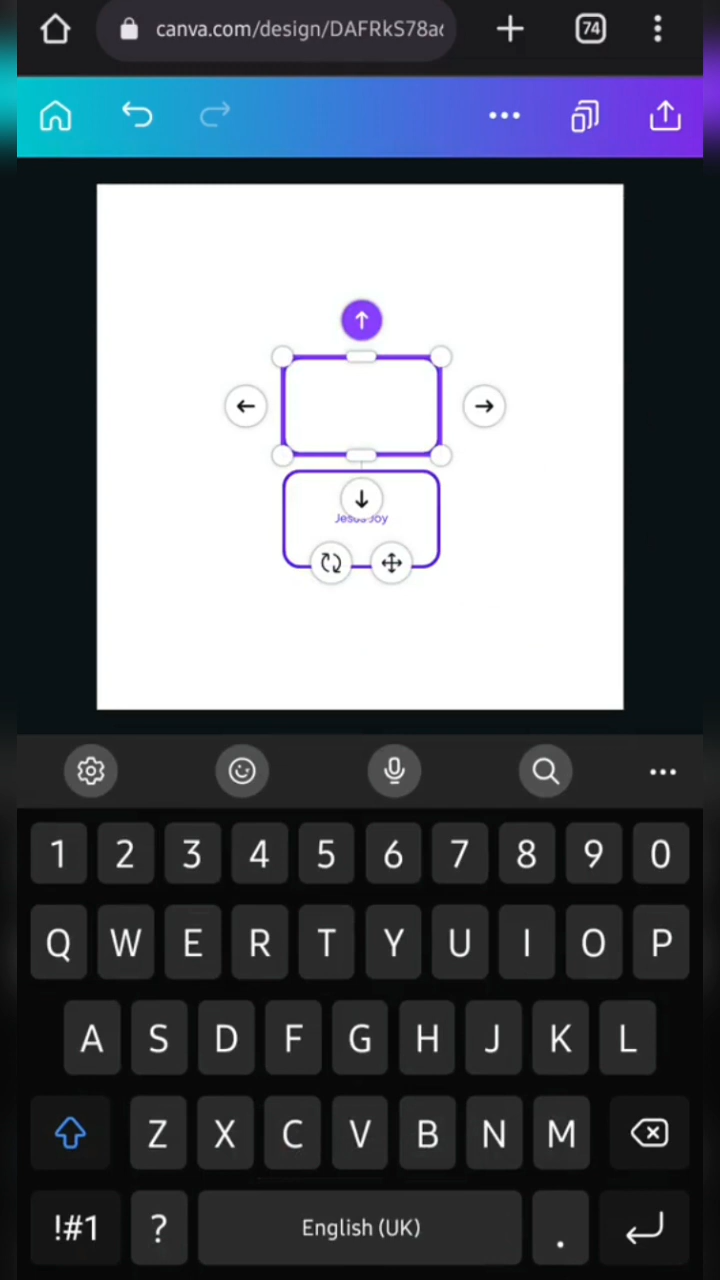 canva.com/design/DAFRkS78a
74
Jesus Joy
1 2 3 4 5 6 7 8 9 0
Q W E R T Y U I O P
A S D F G H J K L
Z X C V B N M
!#1 ? English (UK) .